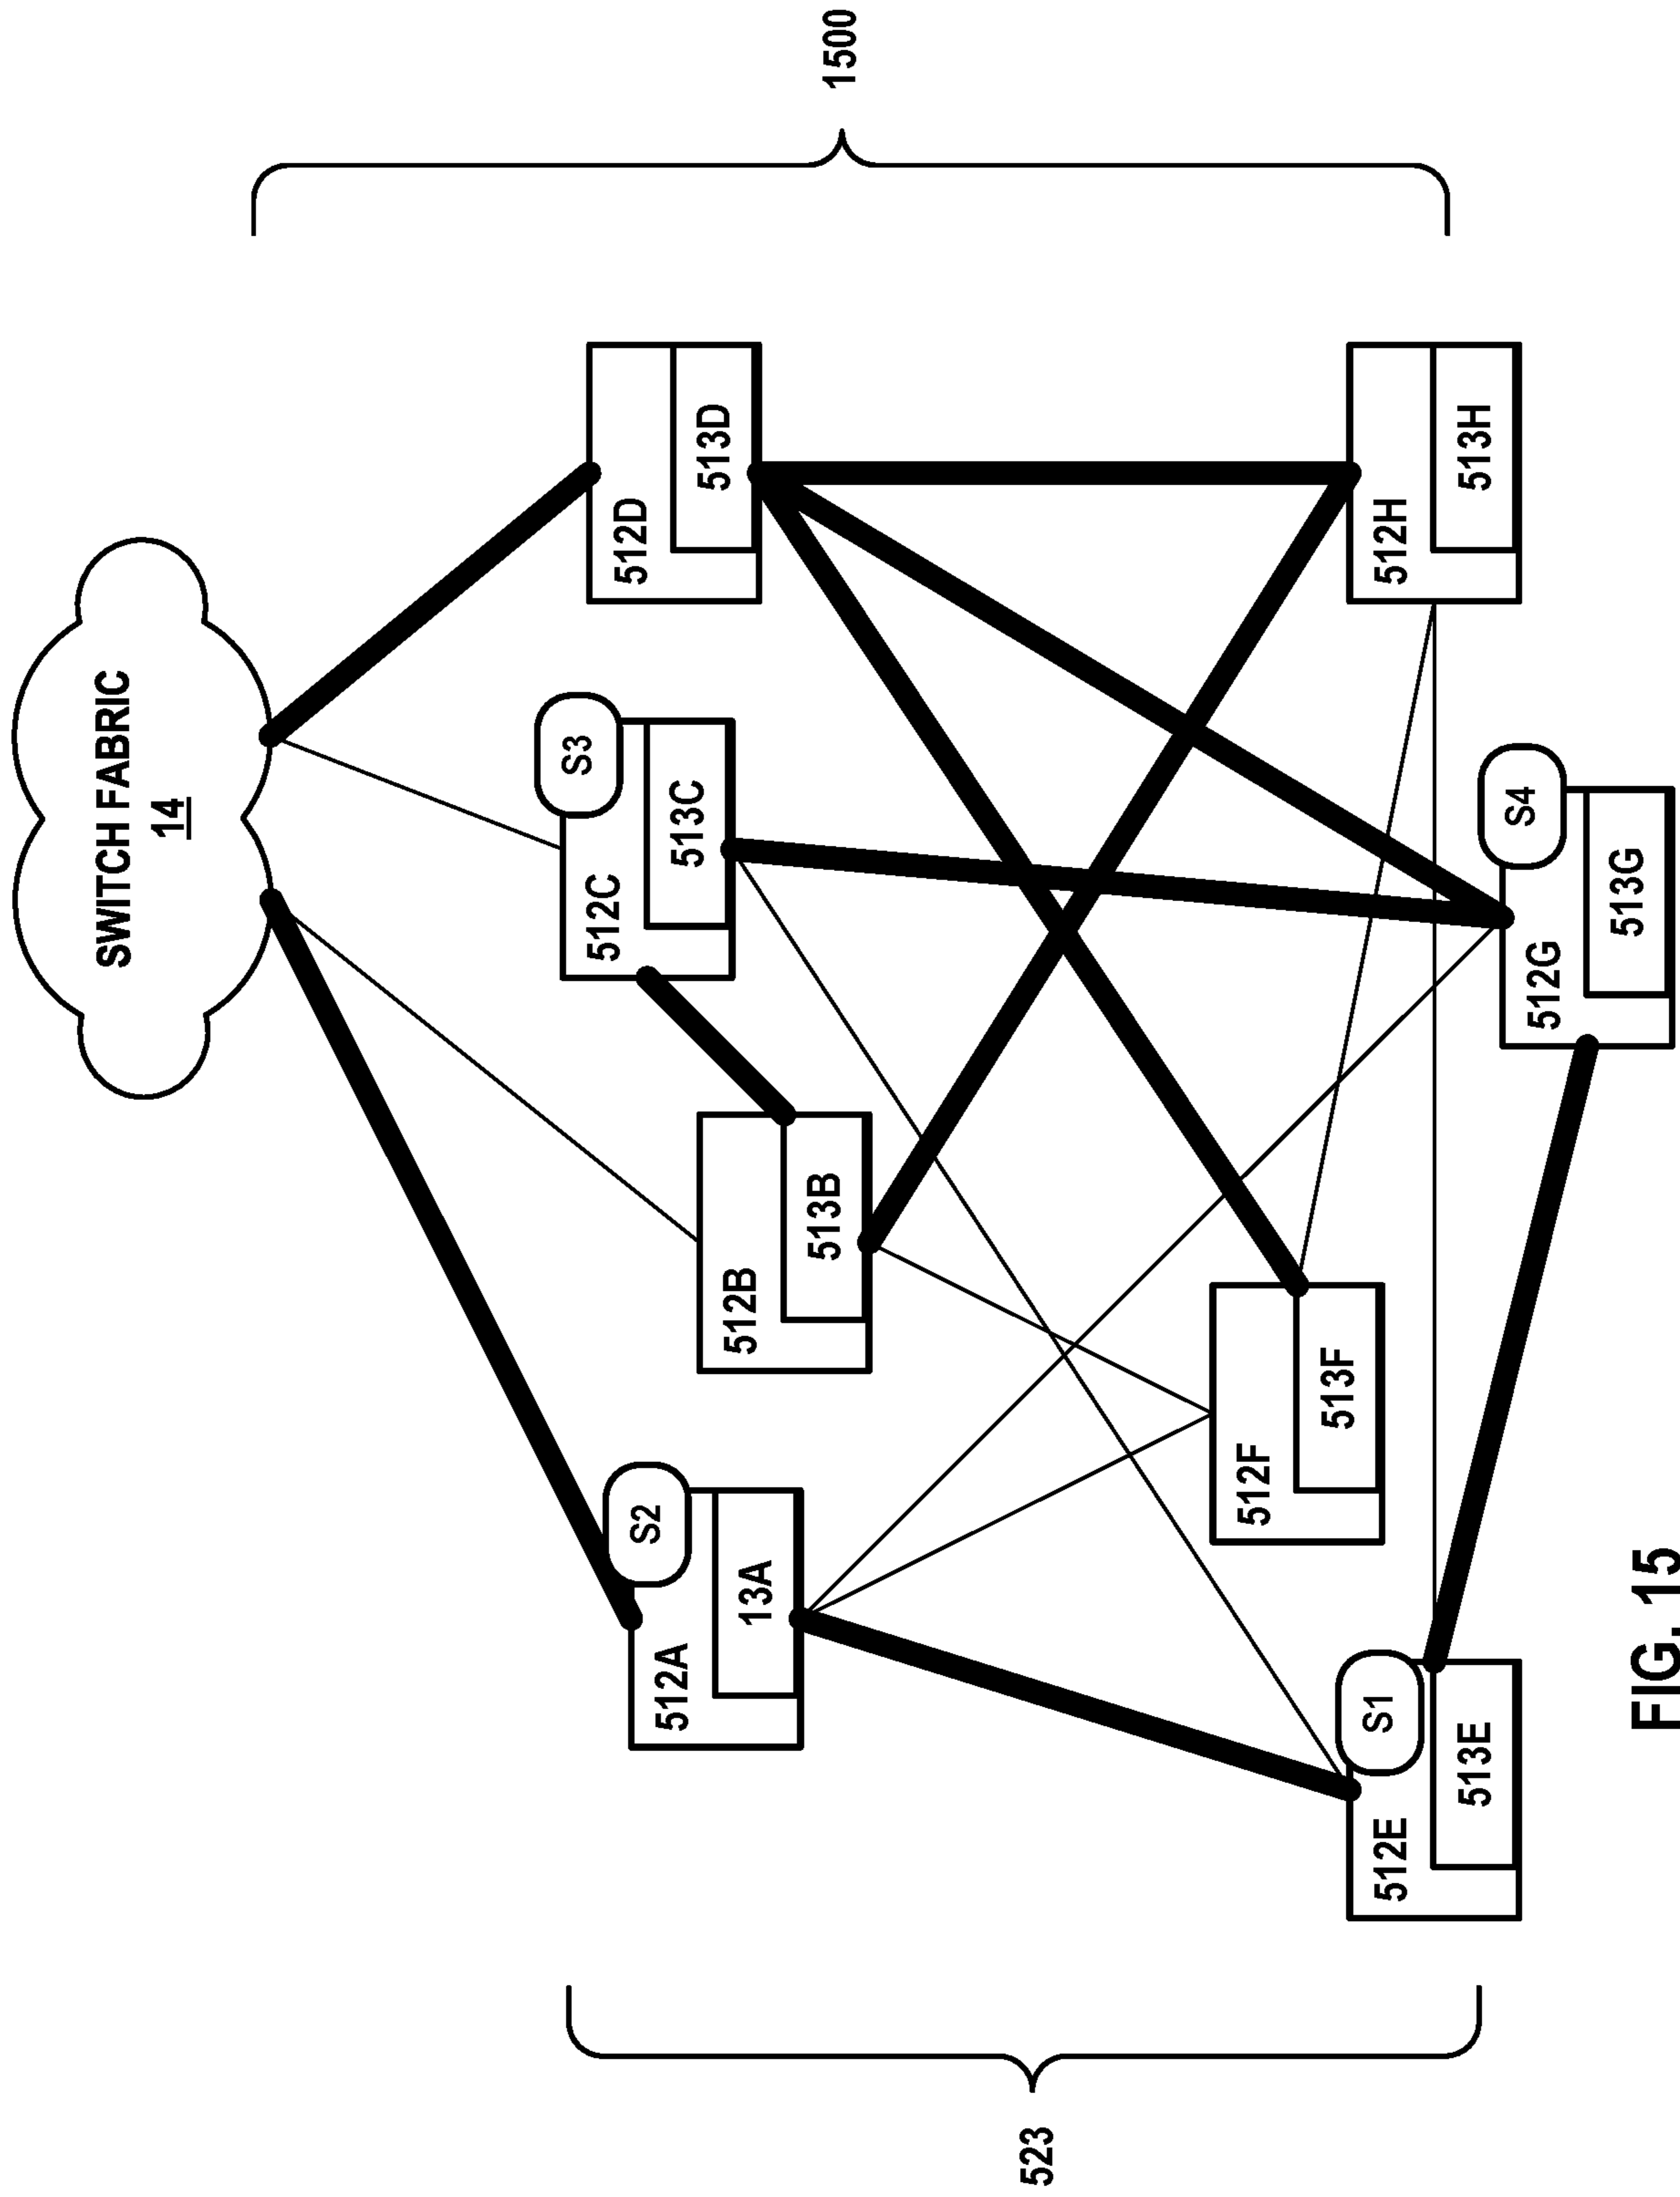 SWITCH FABRIC
14
1500
512D
513D
S3
512C
513C
512B
513B
S2
512A
13A
512H
513H
S4
512G
513G
512F
513F
S1
512E
513E
523
FIG. 15